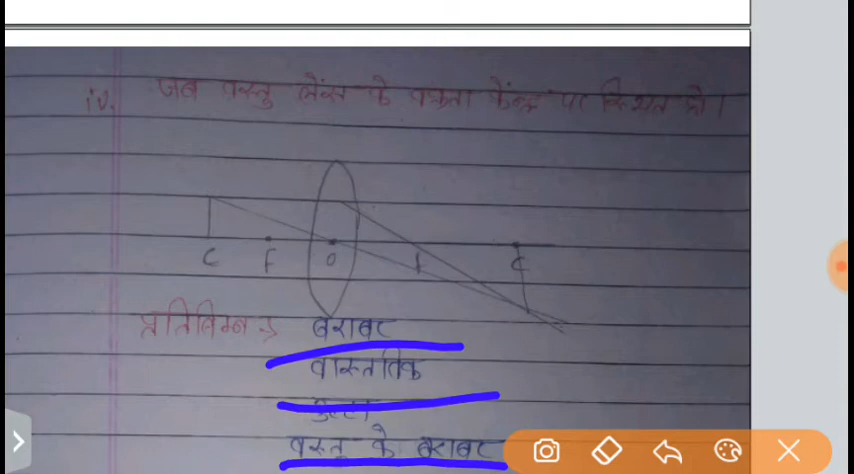 iv. जब वस्तु लेंस के वक्रता केंन्द्र पर स्थित हो।
C F O F C
प्रतिबिम्ब → बराबर
वास्तविक
उल्टा
वस्तु के बराबर